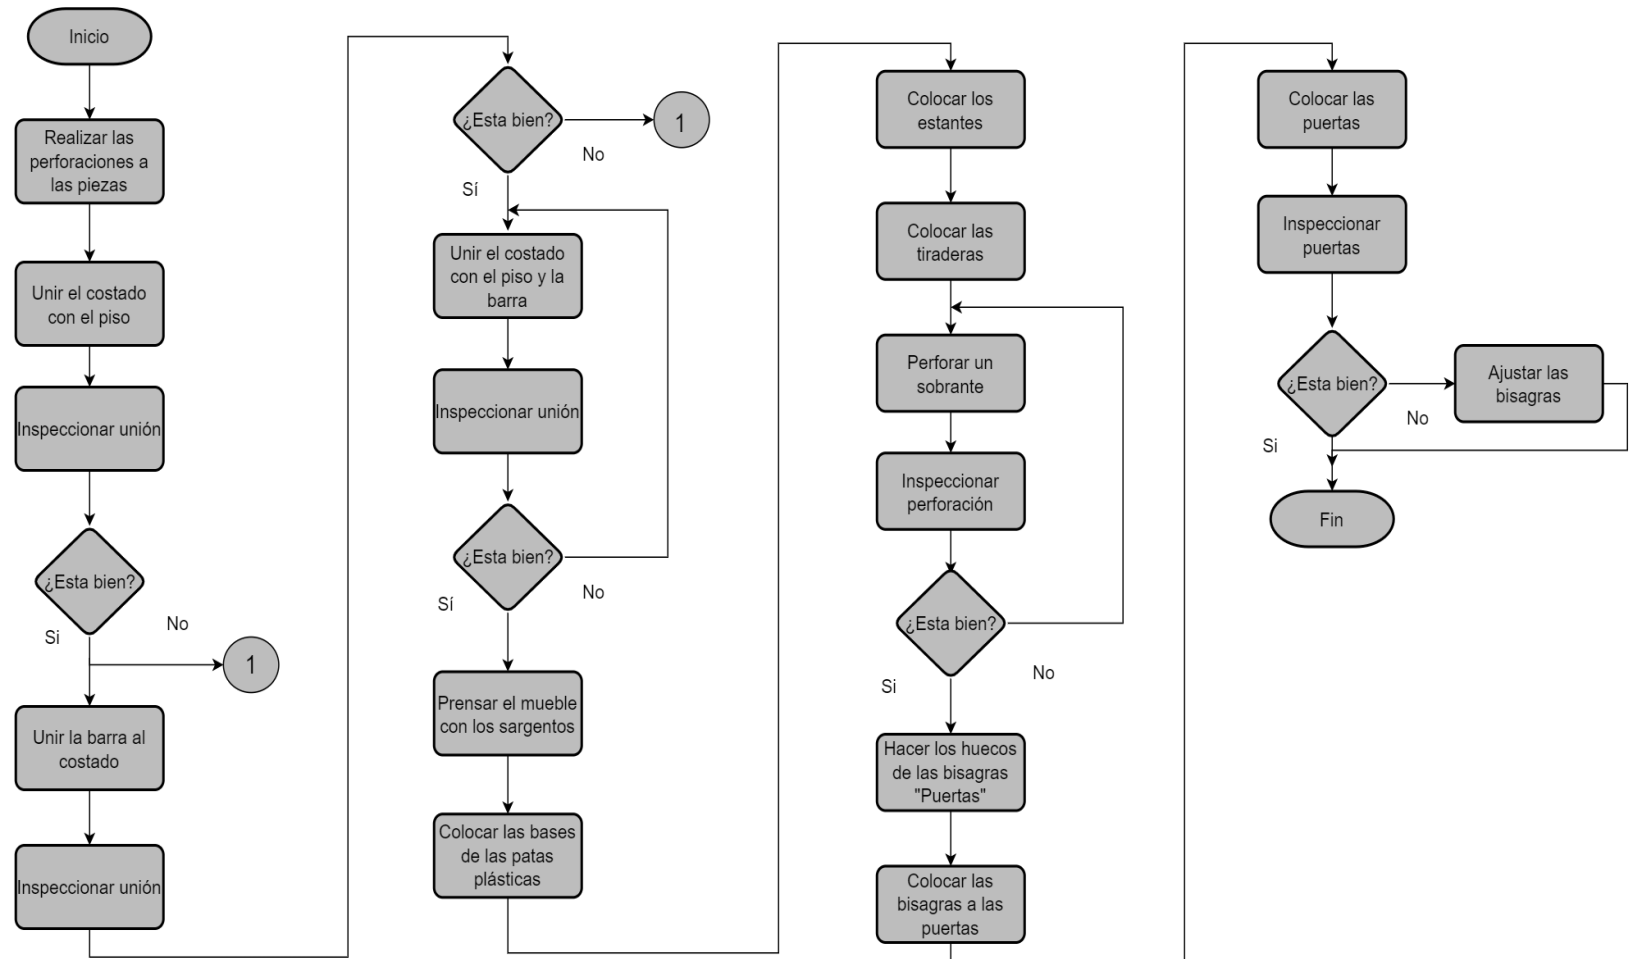 Inicio
Realizar las
perforaciones a
las piezas
Unir el costado
con el piso
Inspeccionar unión
¿Esta bien?
Si
No
1
Unir la barra al
costado
Inspeccionar unión
¿Esta bien?
1
No
Sí
Unir el costado
con el piso y la
barra
Inspeccionar unión
¿Esta bien?
Sí
No
Prensar el mueble
con los sargentos
Colocar las bases
de las patas
plásticas
Colocar los
estantes
Colocar las
tiraderas
Perforar un
sobrante
Inspeccionar
perforación
¿Esta bien?
Si
No
Hacer los huecos
de las bisagras
"Puertas"
Colocar las
bisagras a las
puertas
Colocar las
puertas
Inspeccionar
puertas
¿Esta bien?
No
Si
Ajustar las
bisagras
Fin